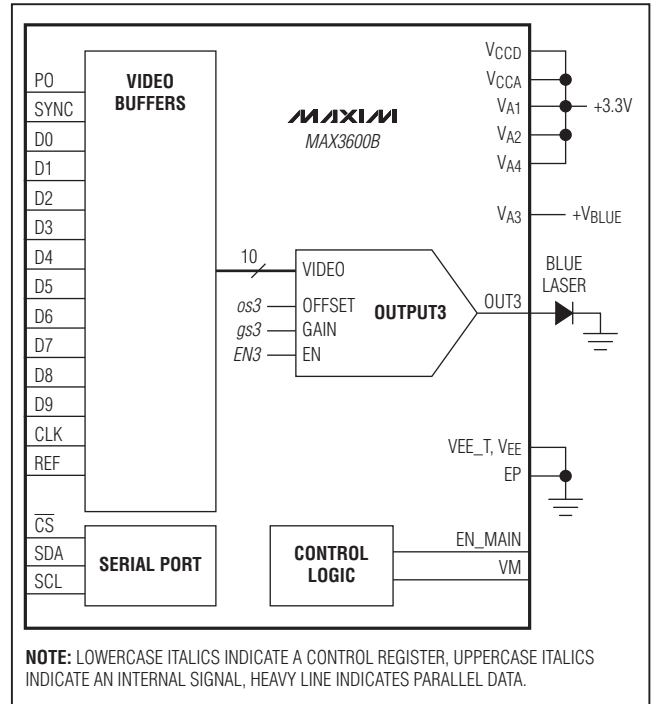 P0
SYNC
D0
D1
D2
D3
D4
D5
D6
D7
D8
D9
CLK
REF
CS
SDA
SCL
VIDEO
BUFFERS
SERIAL PORT
MAXIM
MAX3600B
10
VIDEO
os3
OFFSET
gs3
GAIN
EN3
EN
OUTPUT3
OUT3
CONTROL
LOGIC
VCCD
VCCA
VA1
+3.3V
VA2
VA4
VA3
+VBLUE
BLUE
LASER
VEE_T, VEE
EP
EN_MAIN
VM
NOTE: LOWERCASE ITALICS INDICATE A CONTROL REGISTER, UPPERCASE ITALICS
INDICATE AN INTERNAL SIGNAL, HEAVY LINE INDICATES PARALLEL DATA.